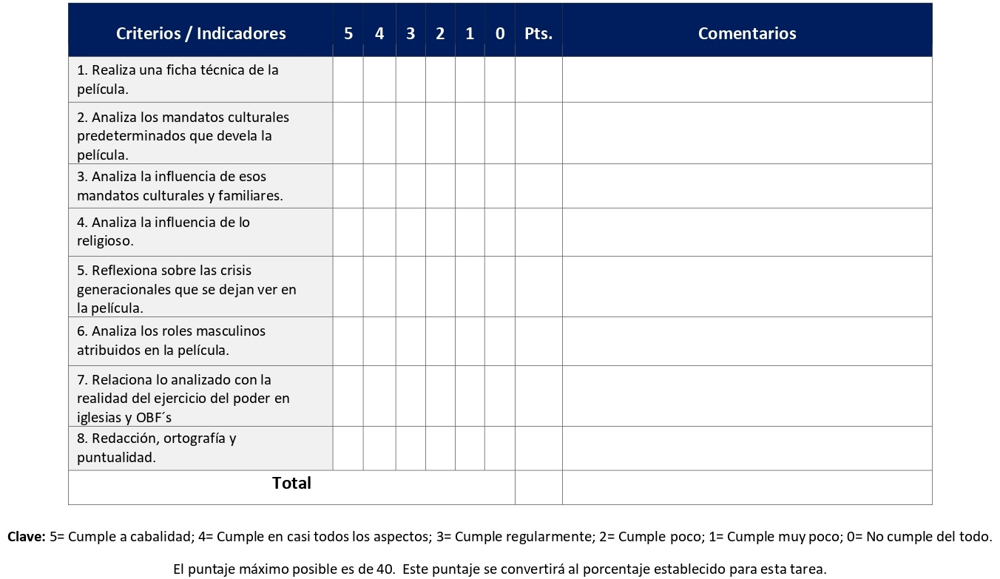 Criterios / Indicadores 5 4 3 2 1 0 Pts. Comentarios
1. Realiza una ficha técnica de la
película.
2. Analiza los mandatos culturales
predeterminados que devela la
película.
3. Analiza la influencia de esos
mandatos culturales y familiares.
4. Analiza la influencia de lo
religioso.
5. Reflexiona sobre las crisis
generacionales que se dejan ver en
la película.
6. Analiza los roles masculinos
atribuidos en la película.
7. Relaciona lo analizado con la
realidad del ejercicio del poder en
iglesias y OBF´s
8. Redacción, ortografía y
puntualidad.
Total
Clave: 5= Cumple a cabalidad; 4= Cumple en casi todos los aspectos; 3= Cumple regularmente; 2= Cumple poco; 1= Cumple muy poco; 0= No cumple del todo.
El puntaje máximo posible es de 40. Este puntaje se convertirá al porcentaje establecido para esta tarea.